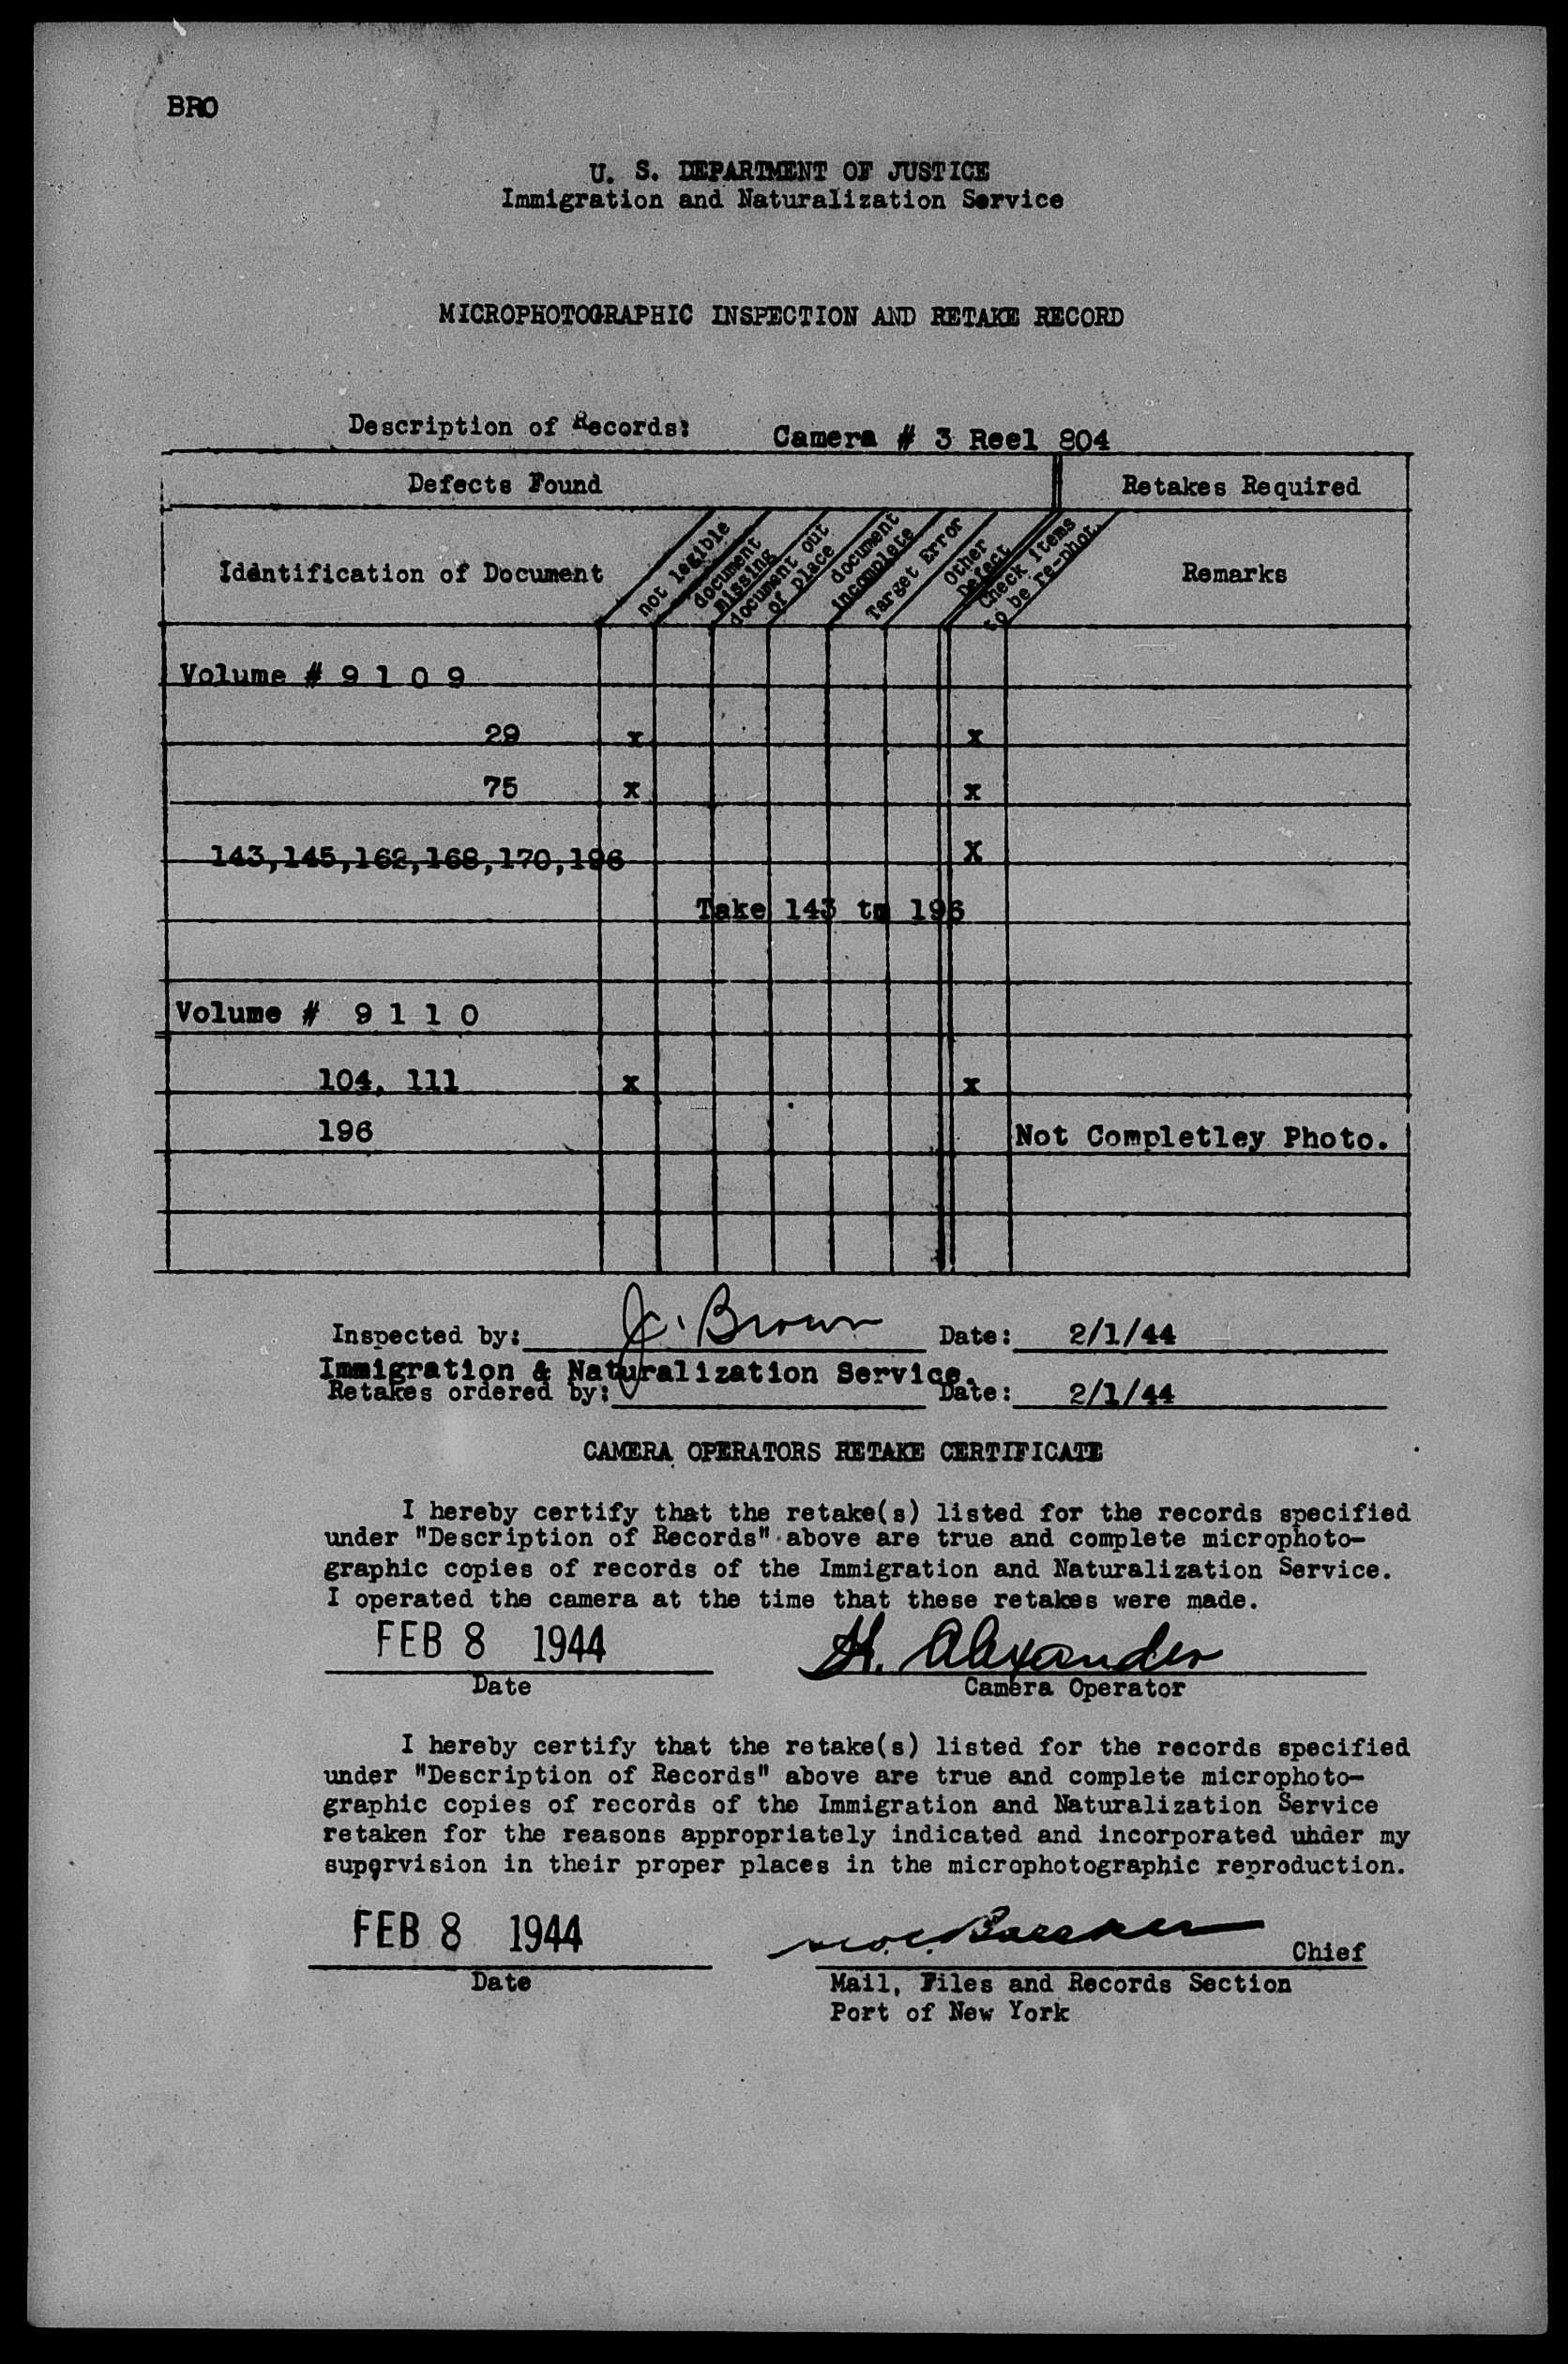 BRO
U. S. DEPARTMENT OF JUSTICE
Immigration and Naturalization Service
MICROPHOTOGRAPHIC INSPECTION AND RETAKE RECORD
Description of Records: Camera # 3 Reel 804
Defects Found Retakes Required
Identification of Document
not legible
document
missing
document out
of place
document
incomplete
Target Error
Other
Defect
Check items
to be re-phot.
Remarks
Volume # 9 1 0 9
29 x x
75 x x
143,145,162,168,170,196 X
Take 143 to 196
Volume # 9 1 1 0
104, 111 x x
196 Not Completley Photo.
Inspected by: J. Brown Date: 2/1/44
Immigration & Naturalization Service.
Retakes ordered by: Date: 2/1/44
CAMERA OPERATORS RETAKE CERTIFICATE
I hereby certify that the retake(s) listed for the records specified
under "Description of Records" above are true and complete microphoto-
graphic copies of records of the Immigration and Naturalization Service.
I operated the camera at the time that these retakes were made.
FEB 8 1944 H. Alexander
Date Camera Operator
I hereby certify that the retake(s) listed for the records specified
under "Description of Records" above are true and complete microphoto-
graphic copies of records of the Immigration and Naturalization Service
retaken for the reasons appropriately indicated and incorporated under my
supervision in their proper places in the microphotographic reproduction.
FEB 8 1944 Chief
Date Mail, Files and Records Section
Port of New York